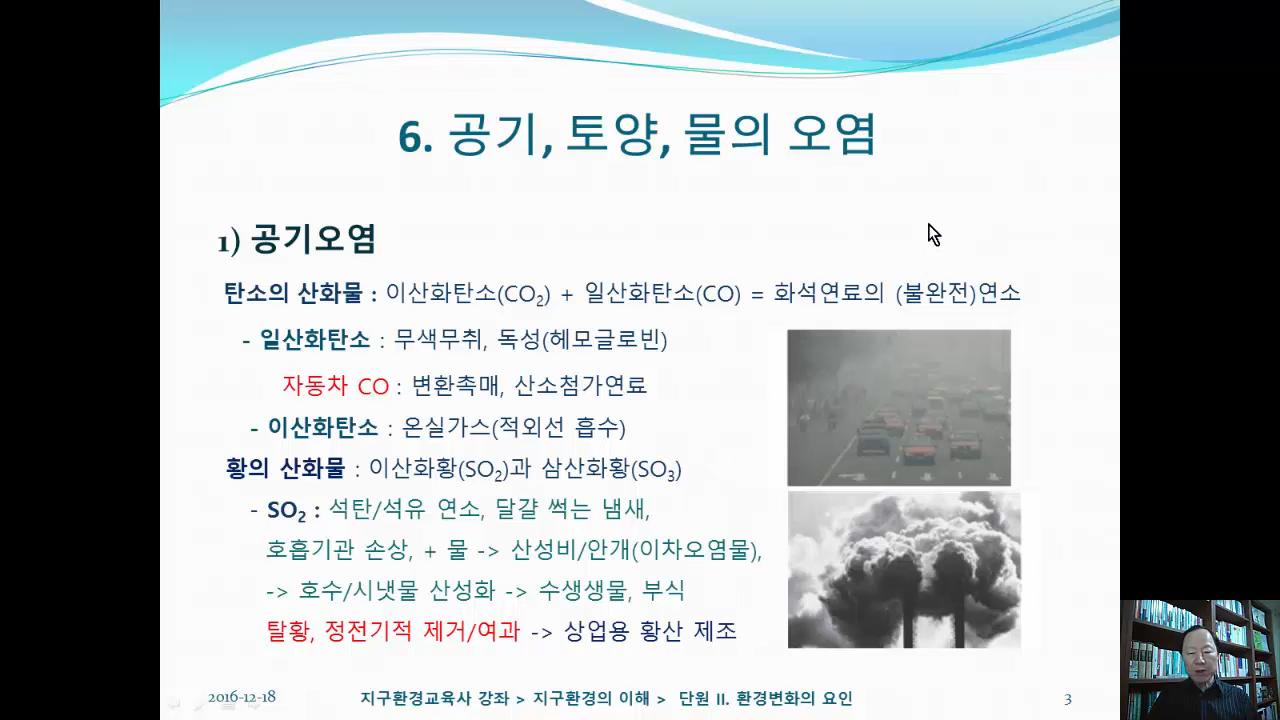 6. 공기, 토양, 물의 오염
1) 공기오염
탄소의 산화물 : 이산화탄소(CO₂) + 일산화탄소(CO) = 화석연료의 (불완전)연소
- 일산화탄소 : 무색무취, 독성(헤모글로빈)
자동차 CO : 변환촉매, 산소첨가연료
- 이산화탄소 : 온실가스(적외선 흡수)
황의 산화물 : 이산화황(SO₂)과 삼산화황(SO₃)
- SO₂ : 석탄/석유 연소, 달걀 썩는 냄새,
호흡기관 손상, + 물 -> 산성비/안개(이차오염물),
-> 호수/시냇물 산성화 -> 수생생물, 부식
탈황, 정전기적 제거/여과 -> 상업용 황산 제조
2016-12-18
지구환경교육사 강좌 > 지구환경의 이해 > 단원 II. 환경변화의 요인
3